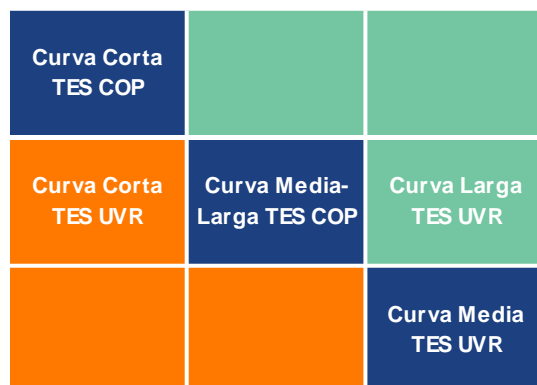 Curva Corta
TES COP
Curva Corta
TES UVR
Curva Media-
Larga TES COP
Curva Larga
TES UVR
Curva Media
TES UVR